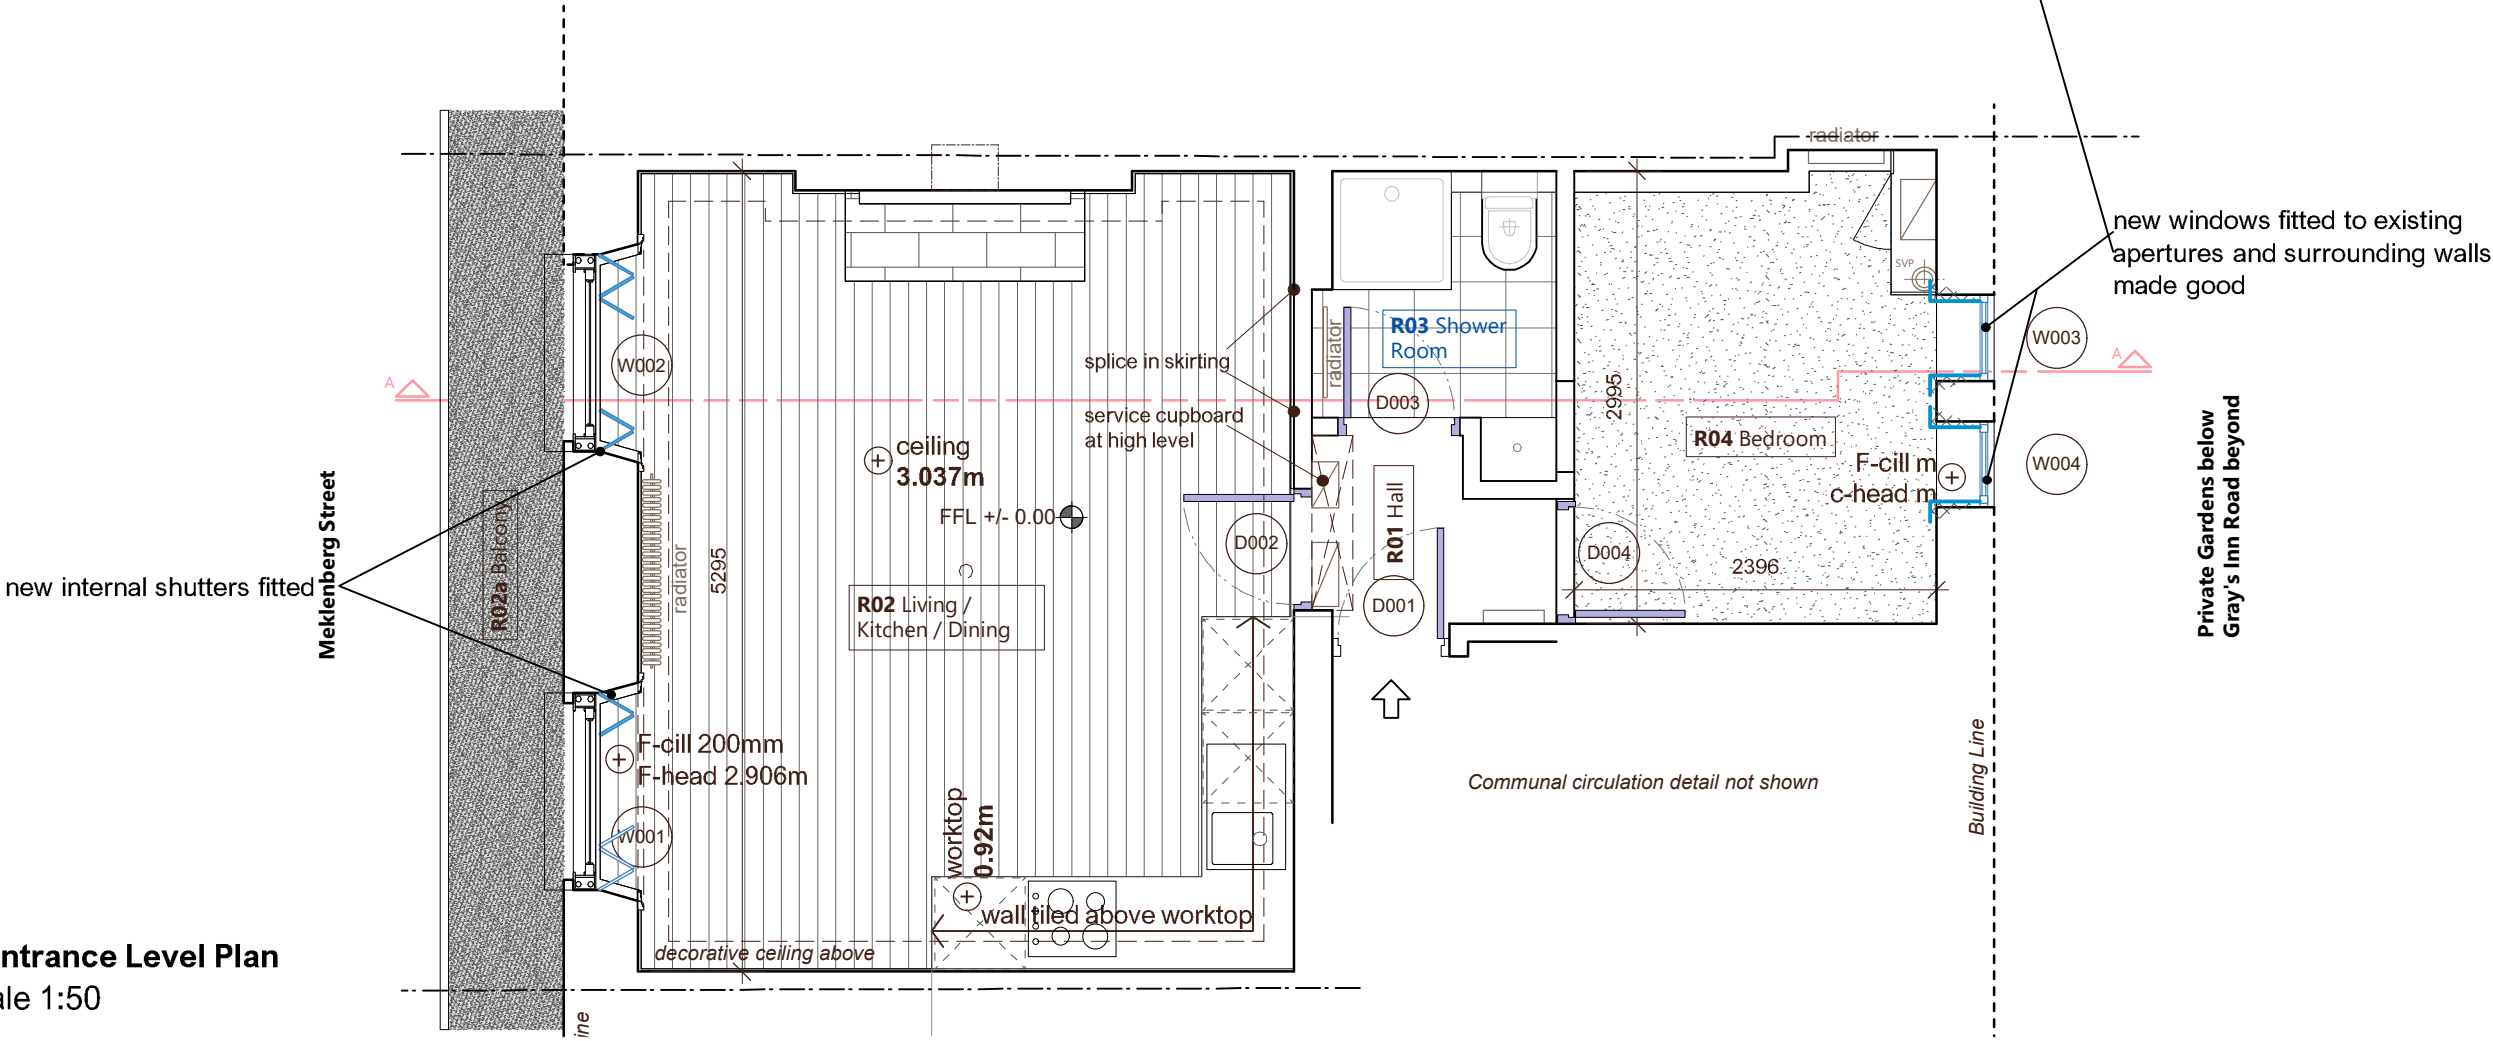 radiator
new windows fitted to existing
apertures and surrounding walls
made good
SVP
R03 Shower
Room
radiator
W003
W002
splice in skirting
A
A
D003
2995
service cupboard
at high level
R04 Bedroom
ceiling
3.037m
F-cill m
c-head m
W004
Private Gardens below
Gray's Inn Road beyond
Meklenberg Street
R02a Balcony
FFL +/- 0.00
R01 Hall
D002
D004
2396
new internal shutters fitted
radiator
5295
R02 Living /
Kitchen / Dining
D001
F-cill 200mm
F-head 2.906m
Communal circulation detail not shown
Building Line
W001
worktop
0.92m
wall tiled above worktop
decorative ceiling above
ntrance Level Plan
ale 1:50
ine